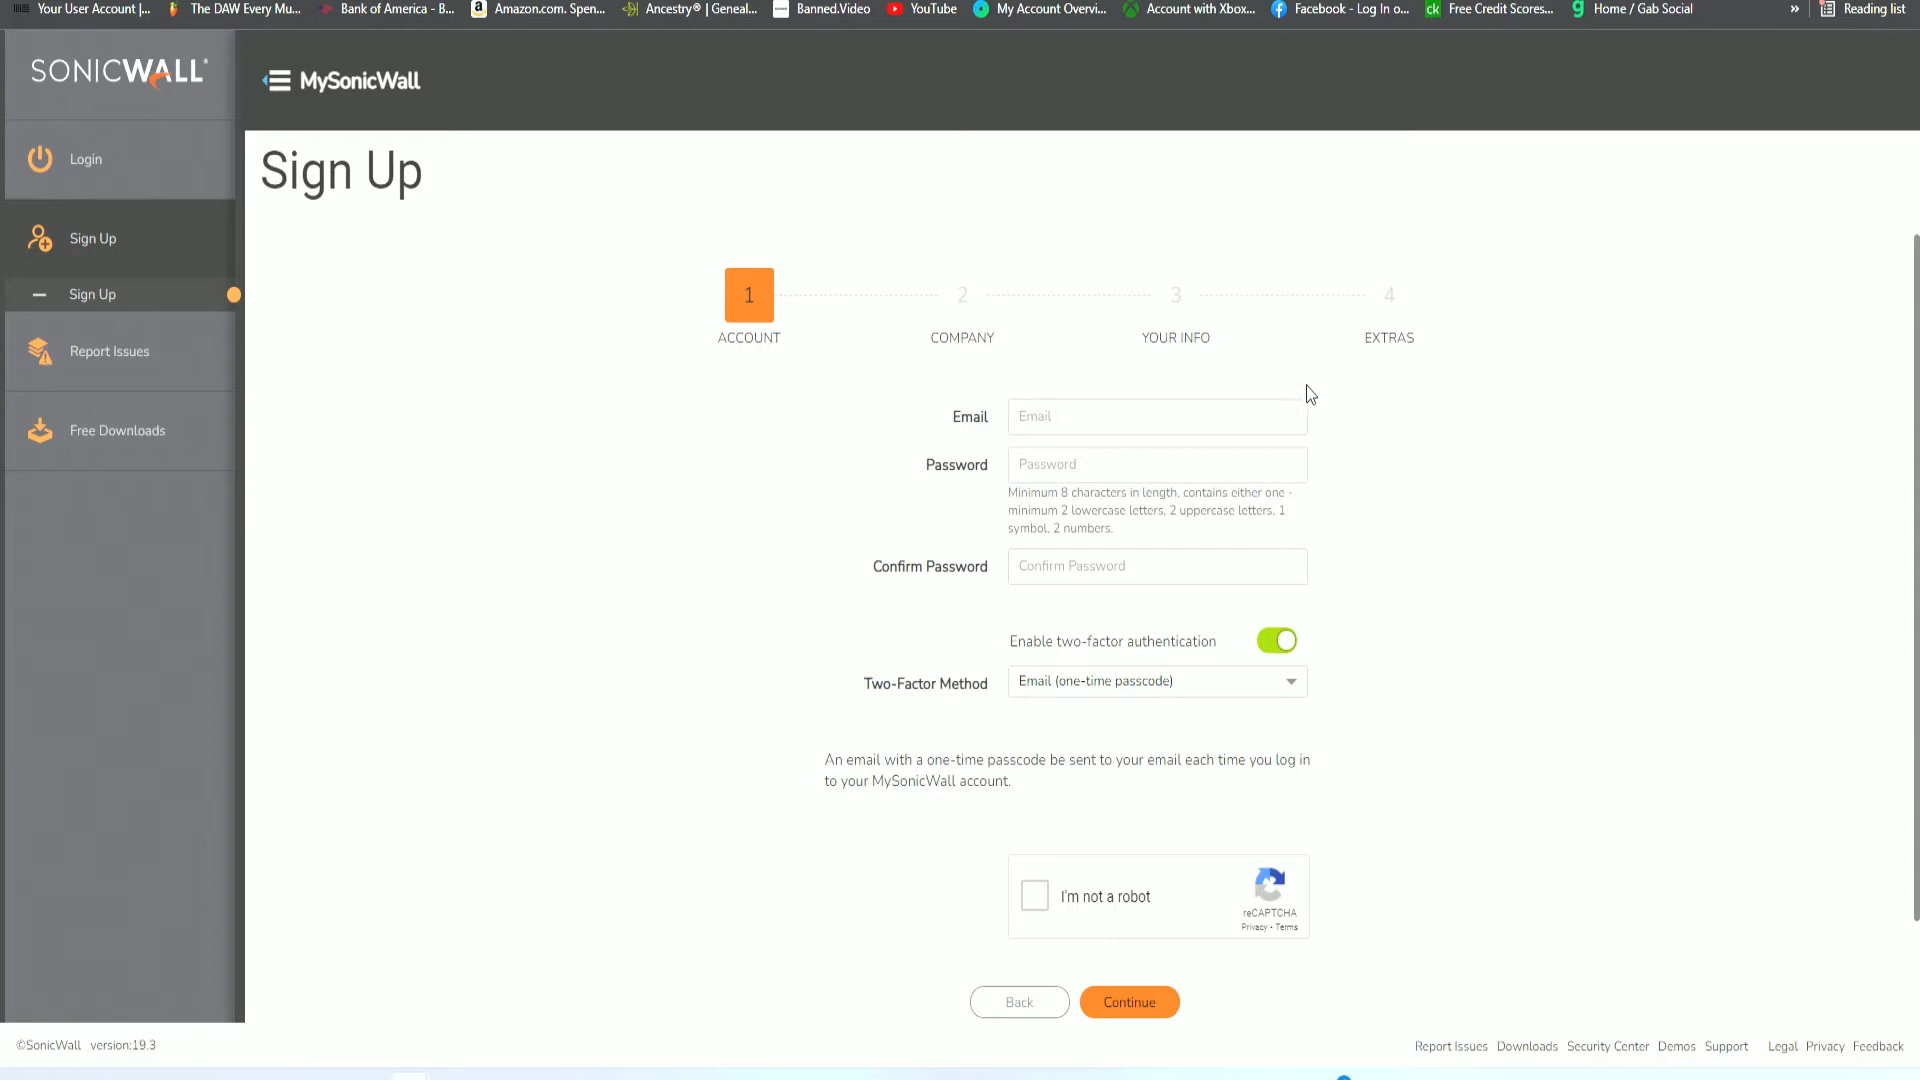 Your User Account |... The DAW Every Mu... Bank of America - B... Amazon.com. Spen... Ancestry® | Geneal... Banned.Video YouTube My Account Overvi... Account with Xbox... Facebook - Log In o... ck Free Credit Scores... Home / Gab Social » Reading list
SONICWALL
MySonicWall
Sign Up
Login
Sign Up
Sign Up
Report Issues
Free Downloads
1 2 3 4
ACCOUNT COMPANY YOUR INFO EXTRAS
Email Email
Password Password
Minimum 8 characters in length, contains either one -
minimum 2 lowercase letters, 2 uppercase letters, 1
symbol, 2 numbers.
Confirm Password Confirm Password
Enable two-factor authentication
Two-Factor Method Email (one-time passcode)
An email with a one-time passcode be sent to your email each time you log in
to your MySonicWall account.
I'm not a robot
reCAPTCHA
Privacy - Terms
Back Continue
©SonicWall version:19.3
Report Issues Downloads Security Center Demos Support Legal Privacy Feedback